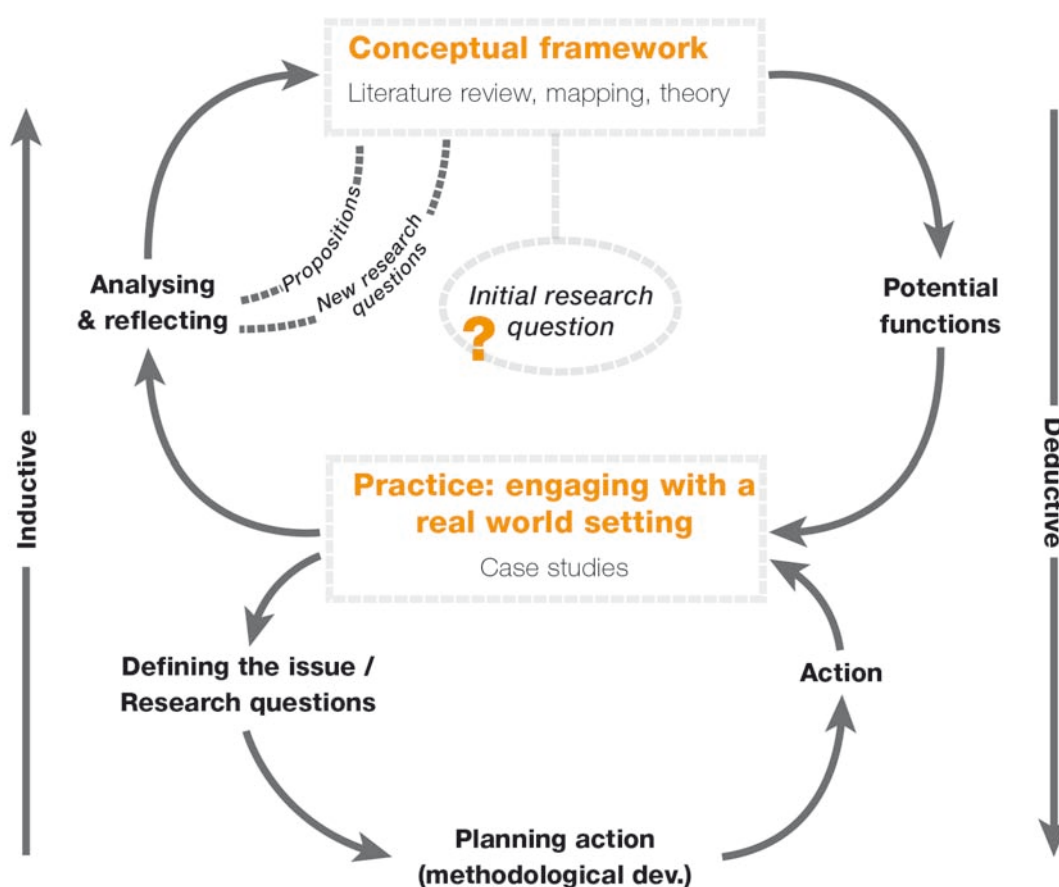 Conceptual framework
Literature review, mapping, theory
Propositions
New research
questions
Initial research
? question
Analysing
& reflecting
Potential
functions
Inductive
Deductive
Practice: engaging with a
real world setting
Case studies
Defining the issue /
Research questions
Action
Planning action
(methodological dev.)